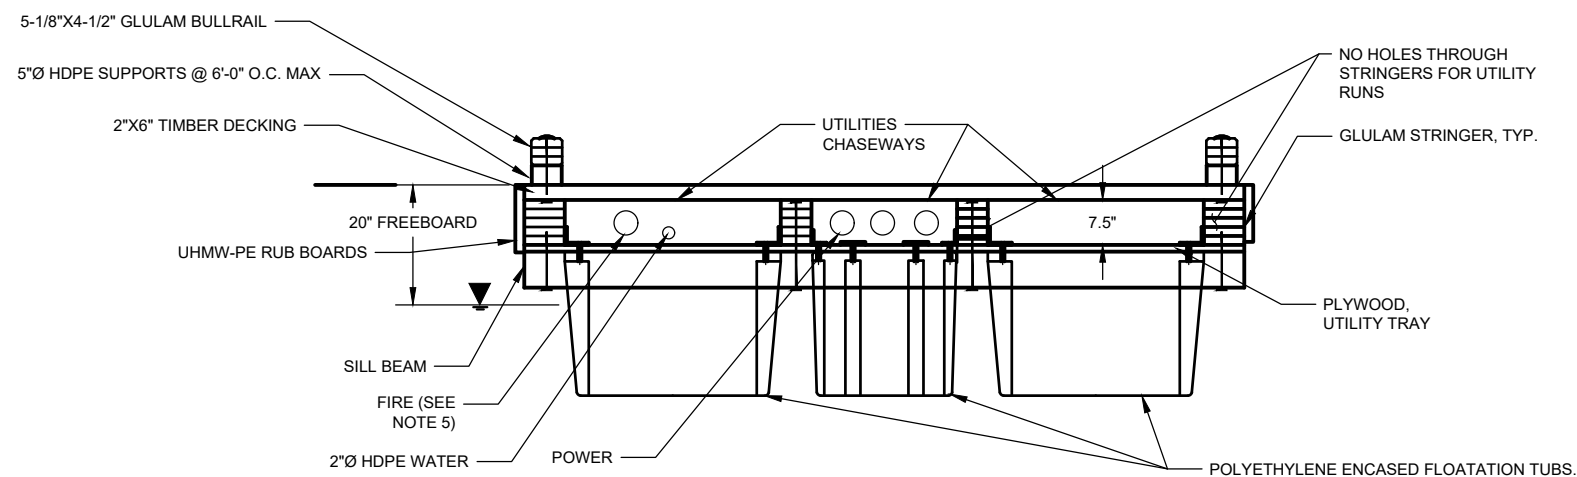 5-1/8"X4-1/2" GLULAM BULLRAIL
5"Ø HDPE SUPPORTS @ 6'-0" O.C. MAX
2"X6" TIMBER DECKING
UTILITIES
CHASEWAYS
NO HOLES THROUGH
STRINGERS FOR UTILITY
RUNS
GLULAM STRINGER, TYP.
20" FREEBOARD
7.5"
UHMW-PE RUB BOARDS
PLYWOOD,
UTILITY TRAY
SILL BEAM
FIRE (SEE
NOTE 5)
2"Ø HDPE WATER
POWER
POLYETHYLENE ENCASED FLOATATION TUBS.